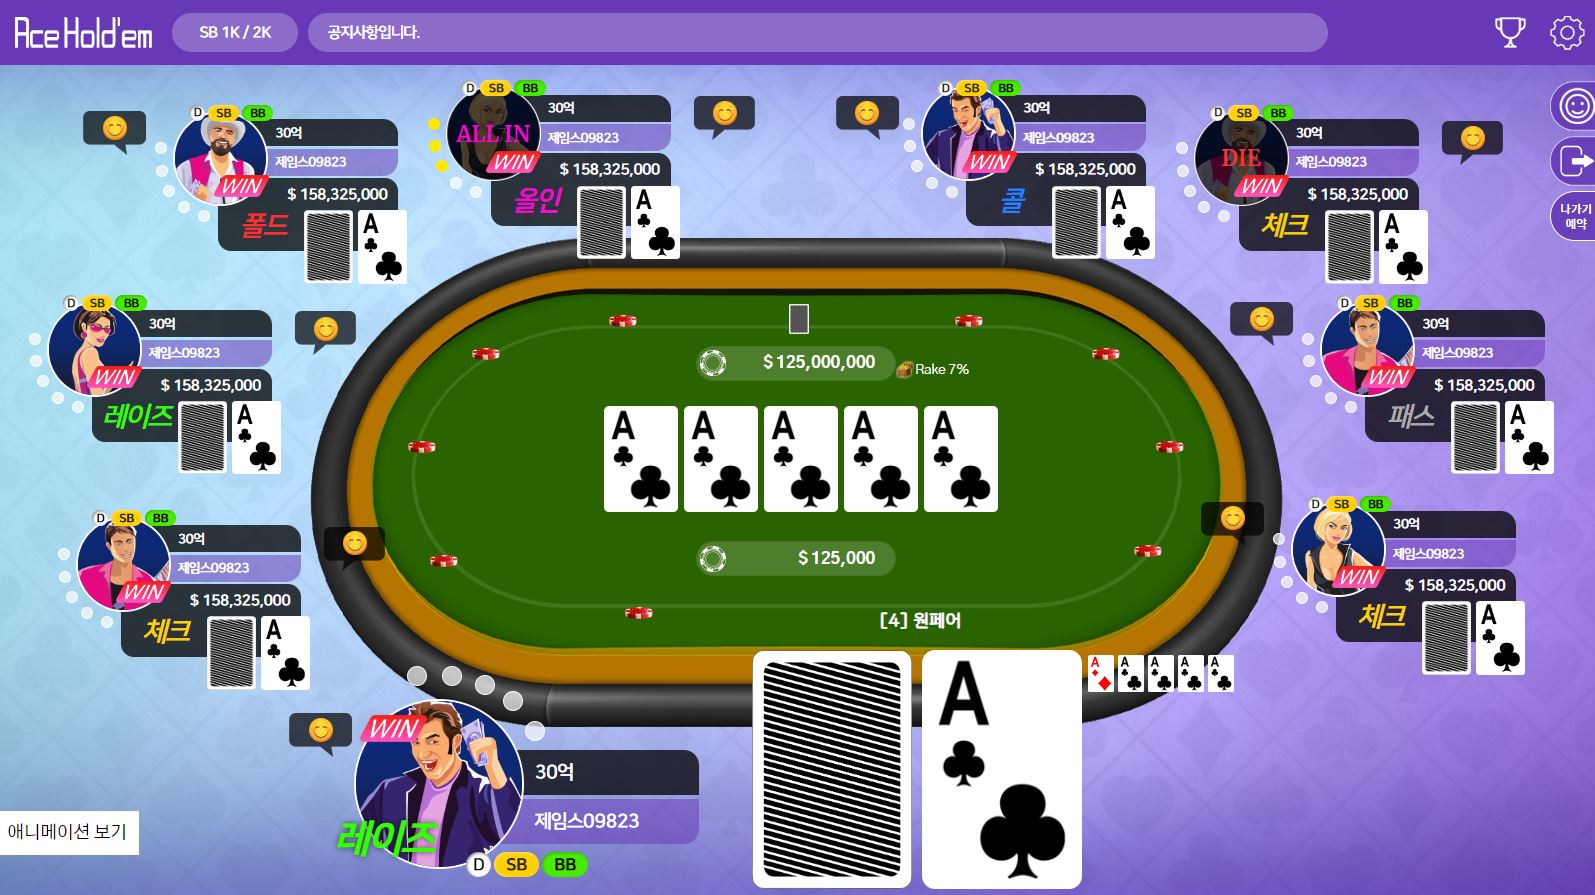 Ace Hold'em
SB 1K / 2K
공지사항입니다.
나가기
예약
D SB BB
30억
제임스09823
WIN
$ 158,325,000
폴드
A
D SB BB
30억
ALL IN
제임스09823
WIN
$ 158,325,000
올인
A
D SB BB
30억
제임스09823
WIN
$ 158,325,000
콜
A
D SB BB
30억
DIE
제임스09823
WIN
$ 158,325,000
체크
A
D SB BB
30억
제임스09823
WIN
$ 158,325,000
레이즈
A
D SB BB
30억
제임스09823
WIN
$ 158,325,000
패스
A
$ 125,000,000
Rake 7%
A A A A A
$ 125,000
[4] 원페어
D SB BB
30억
제임스09823
WIN
$ 158,325,000
체크
A
D SB BB
30억
제임스09823
WIN
$ 158,325,000
체크
A
A
A A A A A
WIN
30억
제임스09823
레이즈
D SB BB
애니메이션 보기